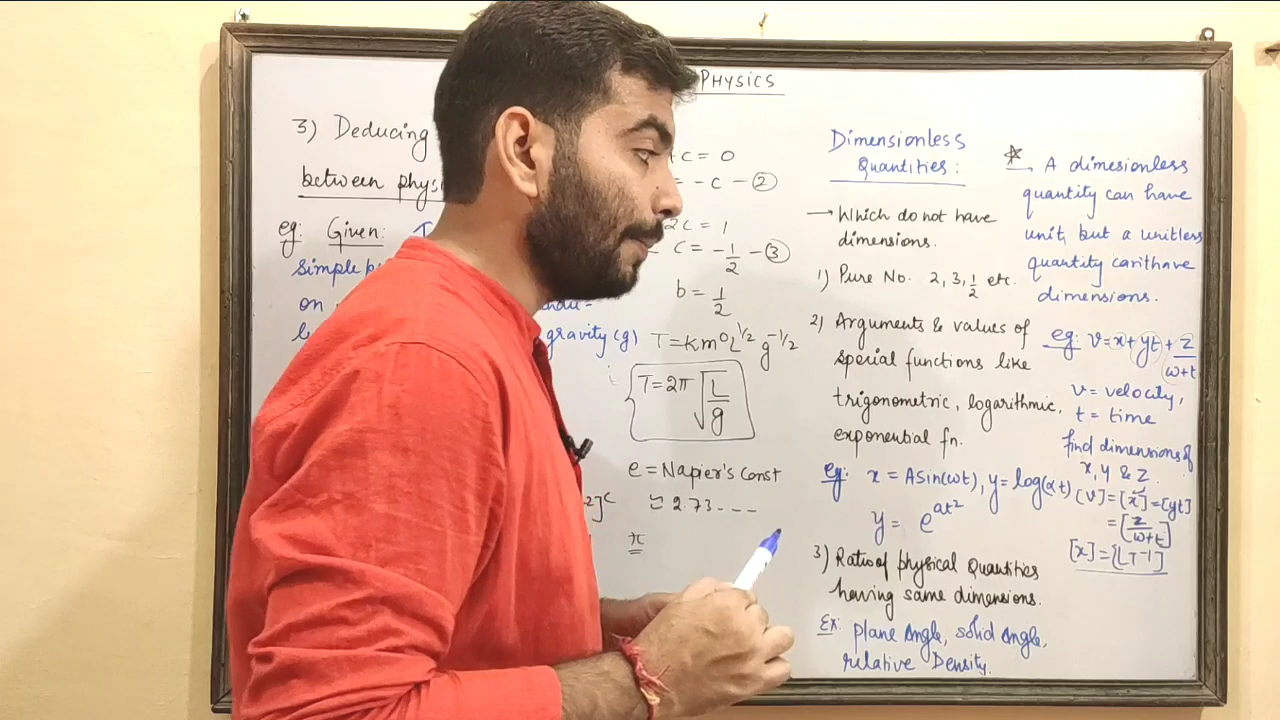 PHYSICS
3) Deducing
between physi
eg: Given:
simple p
on
+ c = 0
= - c - ②
2c = 1
c = -1/2 - ③
b = 1/2
gravity (g)
T = Km⁰L^1/2 g^-1/2
T = 2π √(L/g)
e = Napier's Const
≈ 2.73 - - -
π
Dimensionless
Quantities:
→ Which do not have
dimensions.
1) Pure No. 2, 3, 1/2 etc.
2) Arguments & values of
special functions like
trigonometric, logarithmic,
exponential fn.
eg: x = Asin(ωt), y = log(αt)
y = e^at²
3) Ratio of physical Quantities
having same dimensions.
Ex: plane Angle, solid angle,
relative Density.
☆ A dimesionless
quantity can have
unit, but a unitless
quantity can't have
dimensions.
eg: v = x + yt + z/(ω+t)
v = velocity,
t = time
find dimensions of
x, y & z
[v] = [x] = [yt]
= [z/(ω+t)]
[x] = [LT⁻¹]